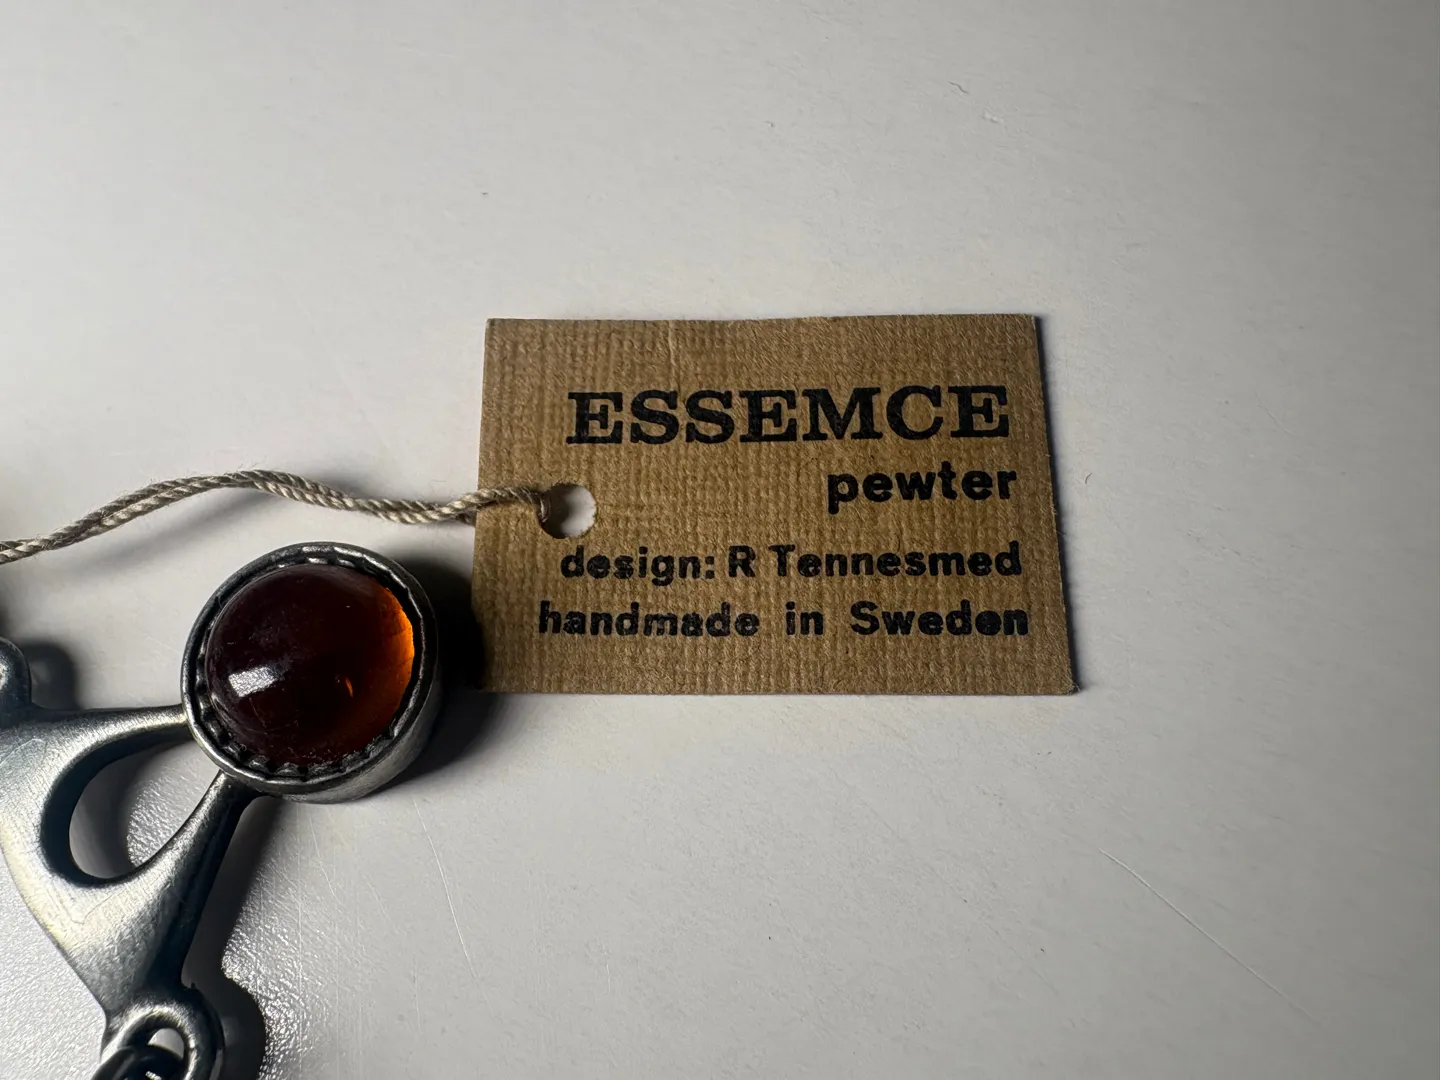 ESSEMCE
pewter
design: R Tennesmed
handmade in Sweden